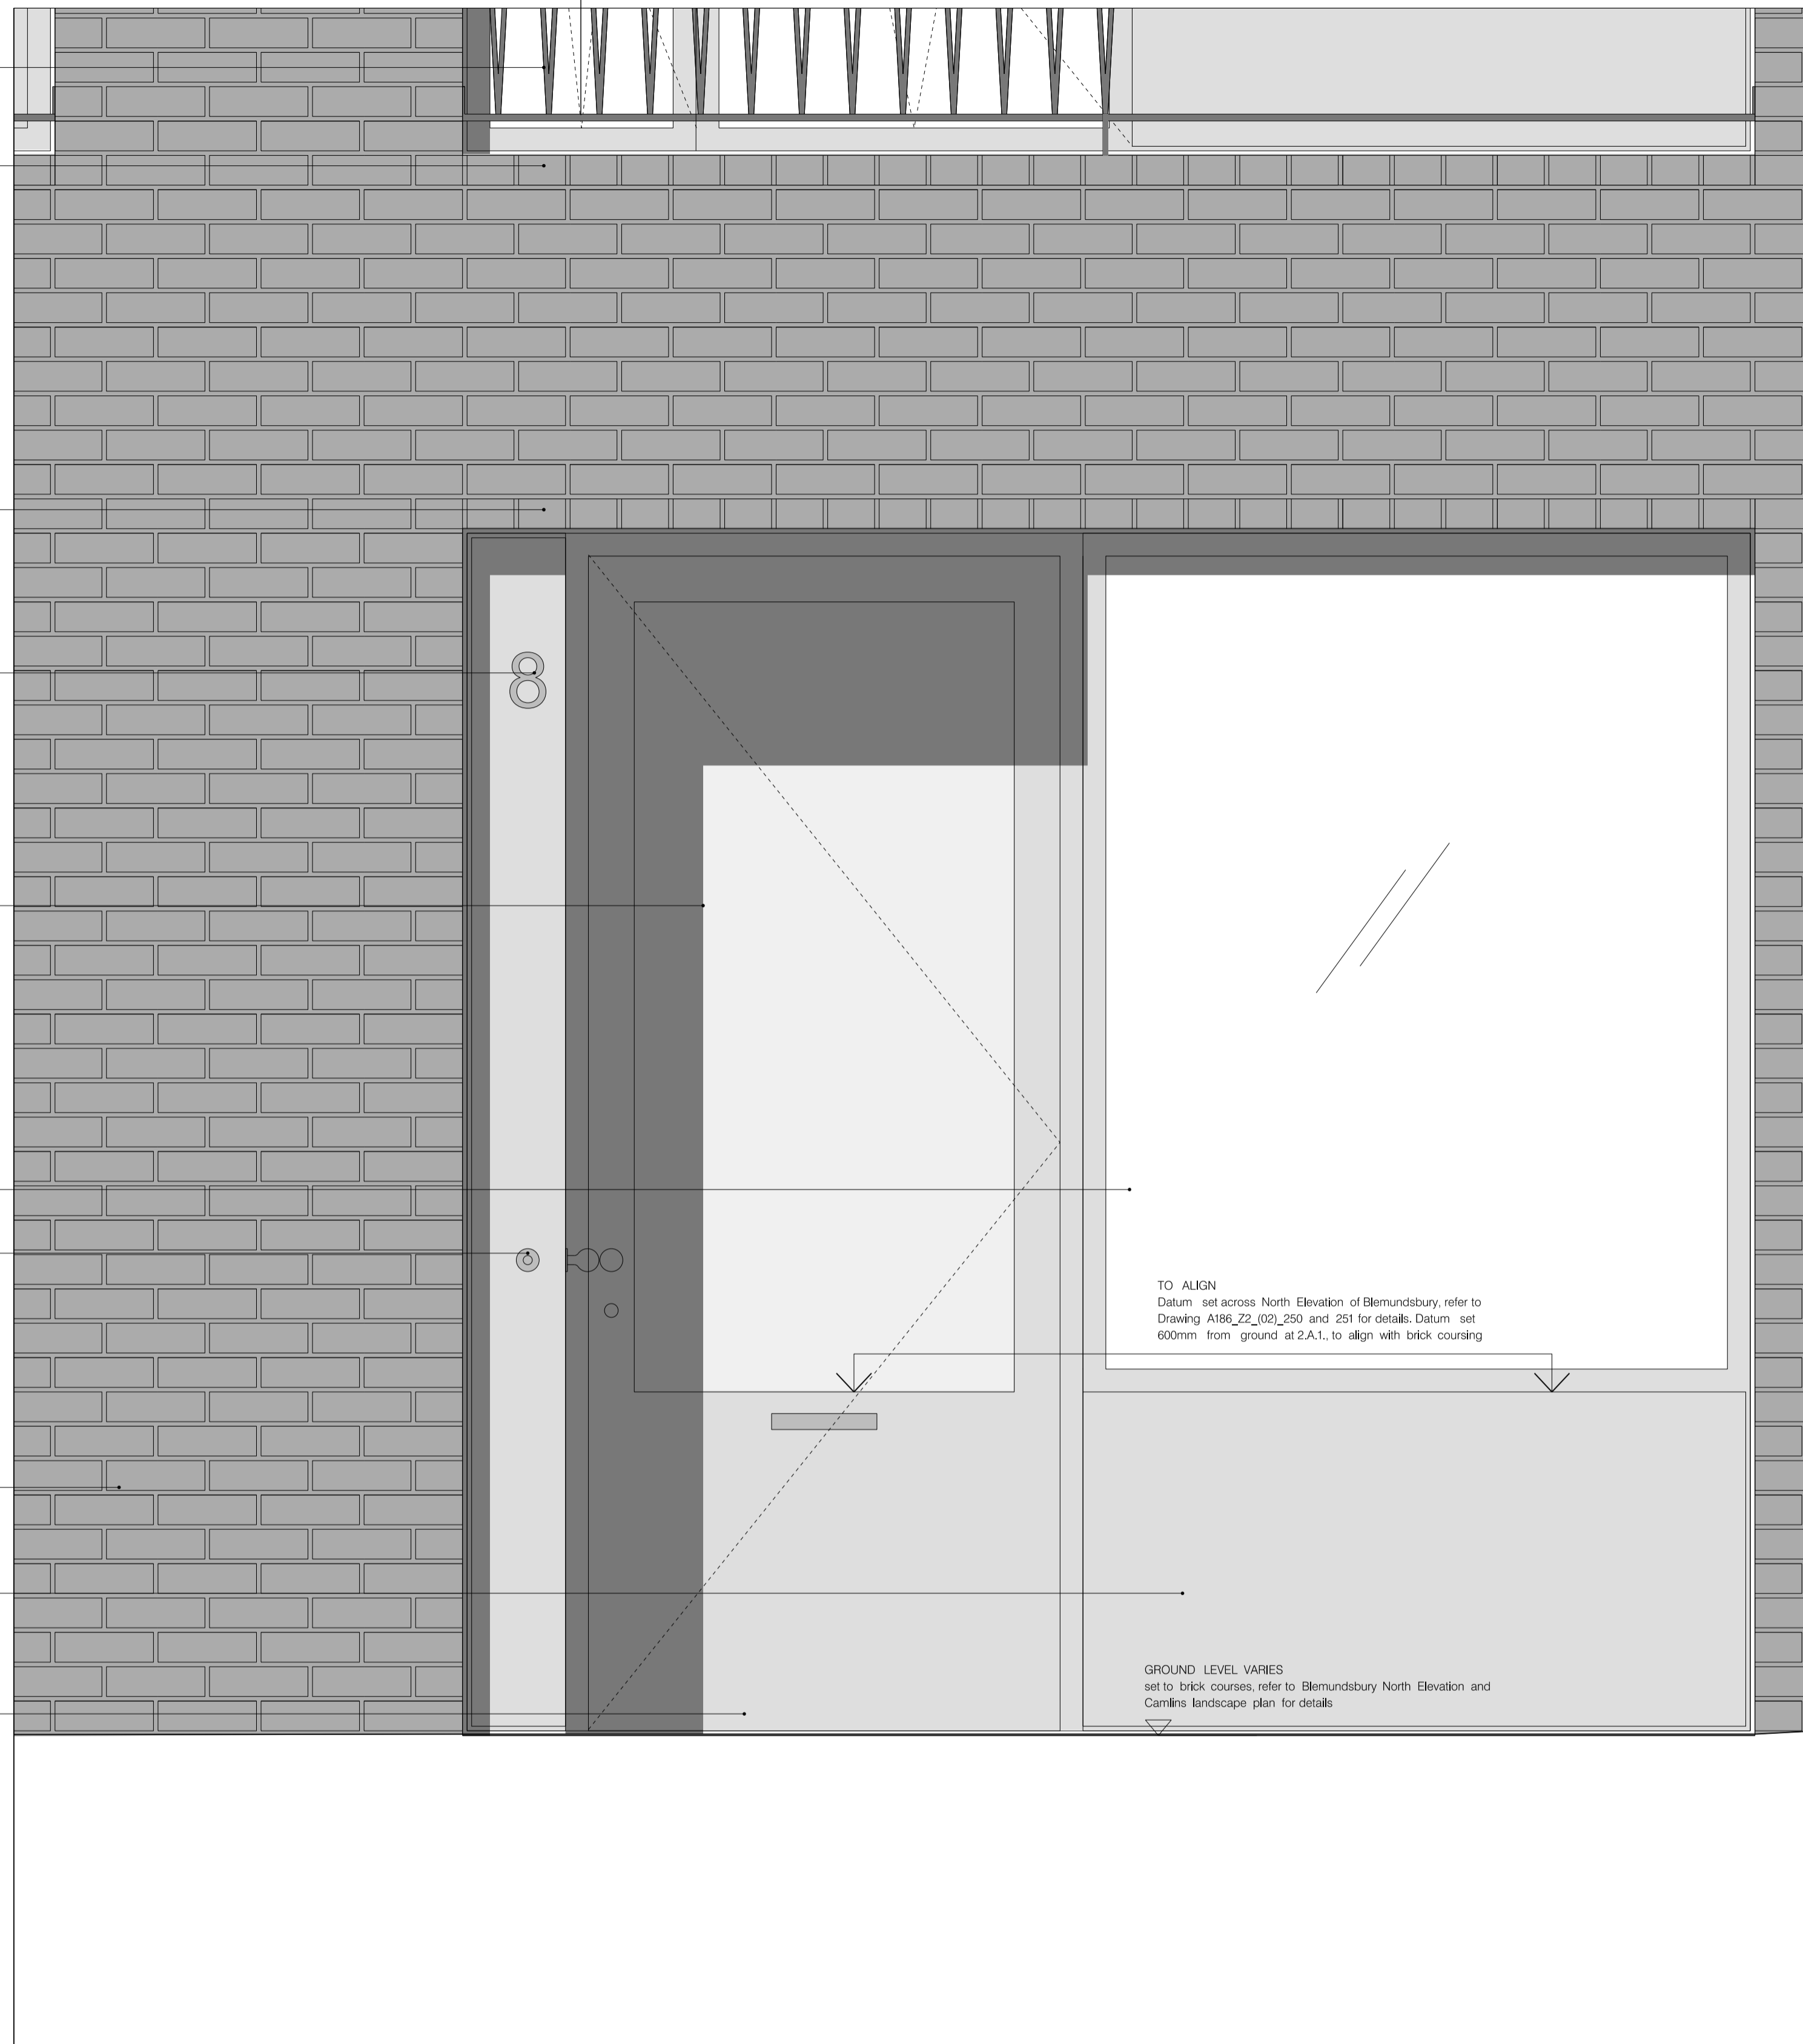 8
TO ALIGN
Datum set across North Elevation of Blemundsbury, refer to
Drawing A186_Z2_(02)_250 and 251 for details. Datum set
600mm from ground at 2.A.1., to align with brick coursing
GROUND LEVEL VARIES
set to brick courses, refer to Blemundsbury North Elevation and
Camlins landscape plan for details